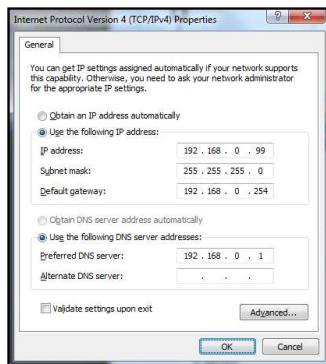 Internet Protocol Version 4 (TCP/IPv4) Properties
General
You can get IP settings assigned automatically if your network supports
this capability. Otherwise, you need to ask your network administrator
for the appropriate IP settings.
Obtain an IP address automatically
Use the following IP address:
IP address: 192 . 168 . 0 . 99
Subnet mask: 255 . 255 . 255 . 0
Default gateway: 192 . 168 . 0 . 254
Obtain DNS server address automatically
Use the following DNS server addresses:
Preferred DNS server: 192 . 168 . 0 . 1
Alternate DNS server: . . .
Validate settings upon exit
Advanced...
OK Cancel